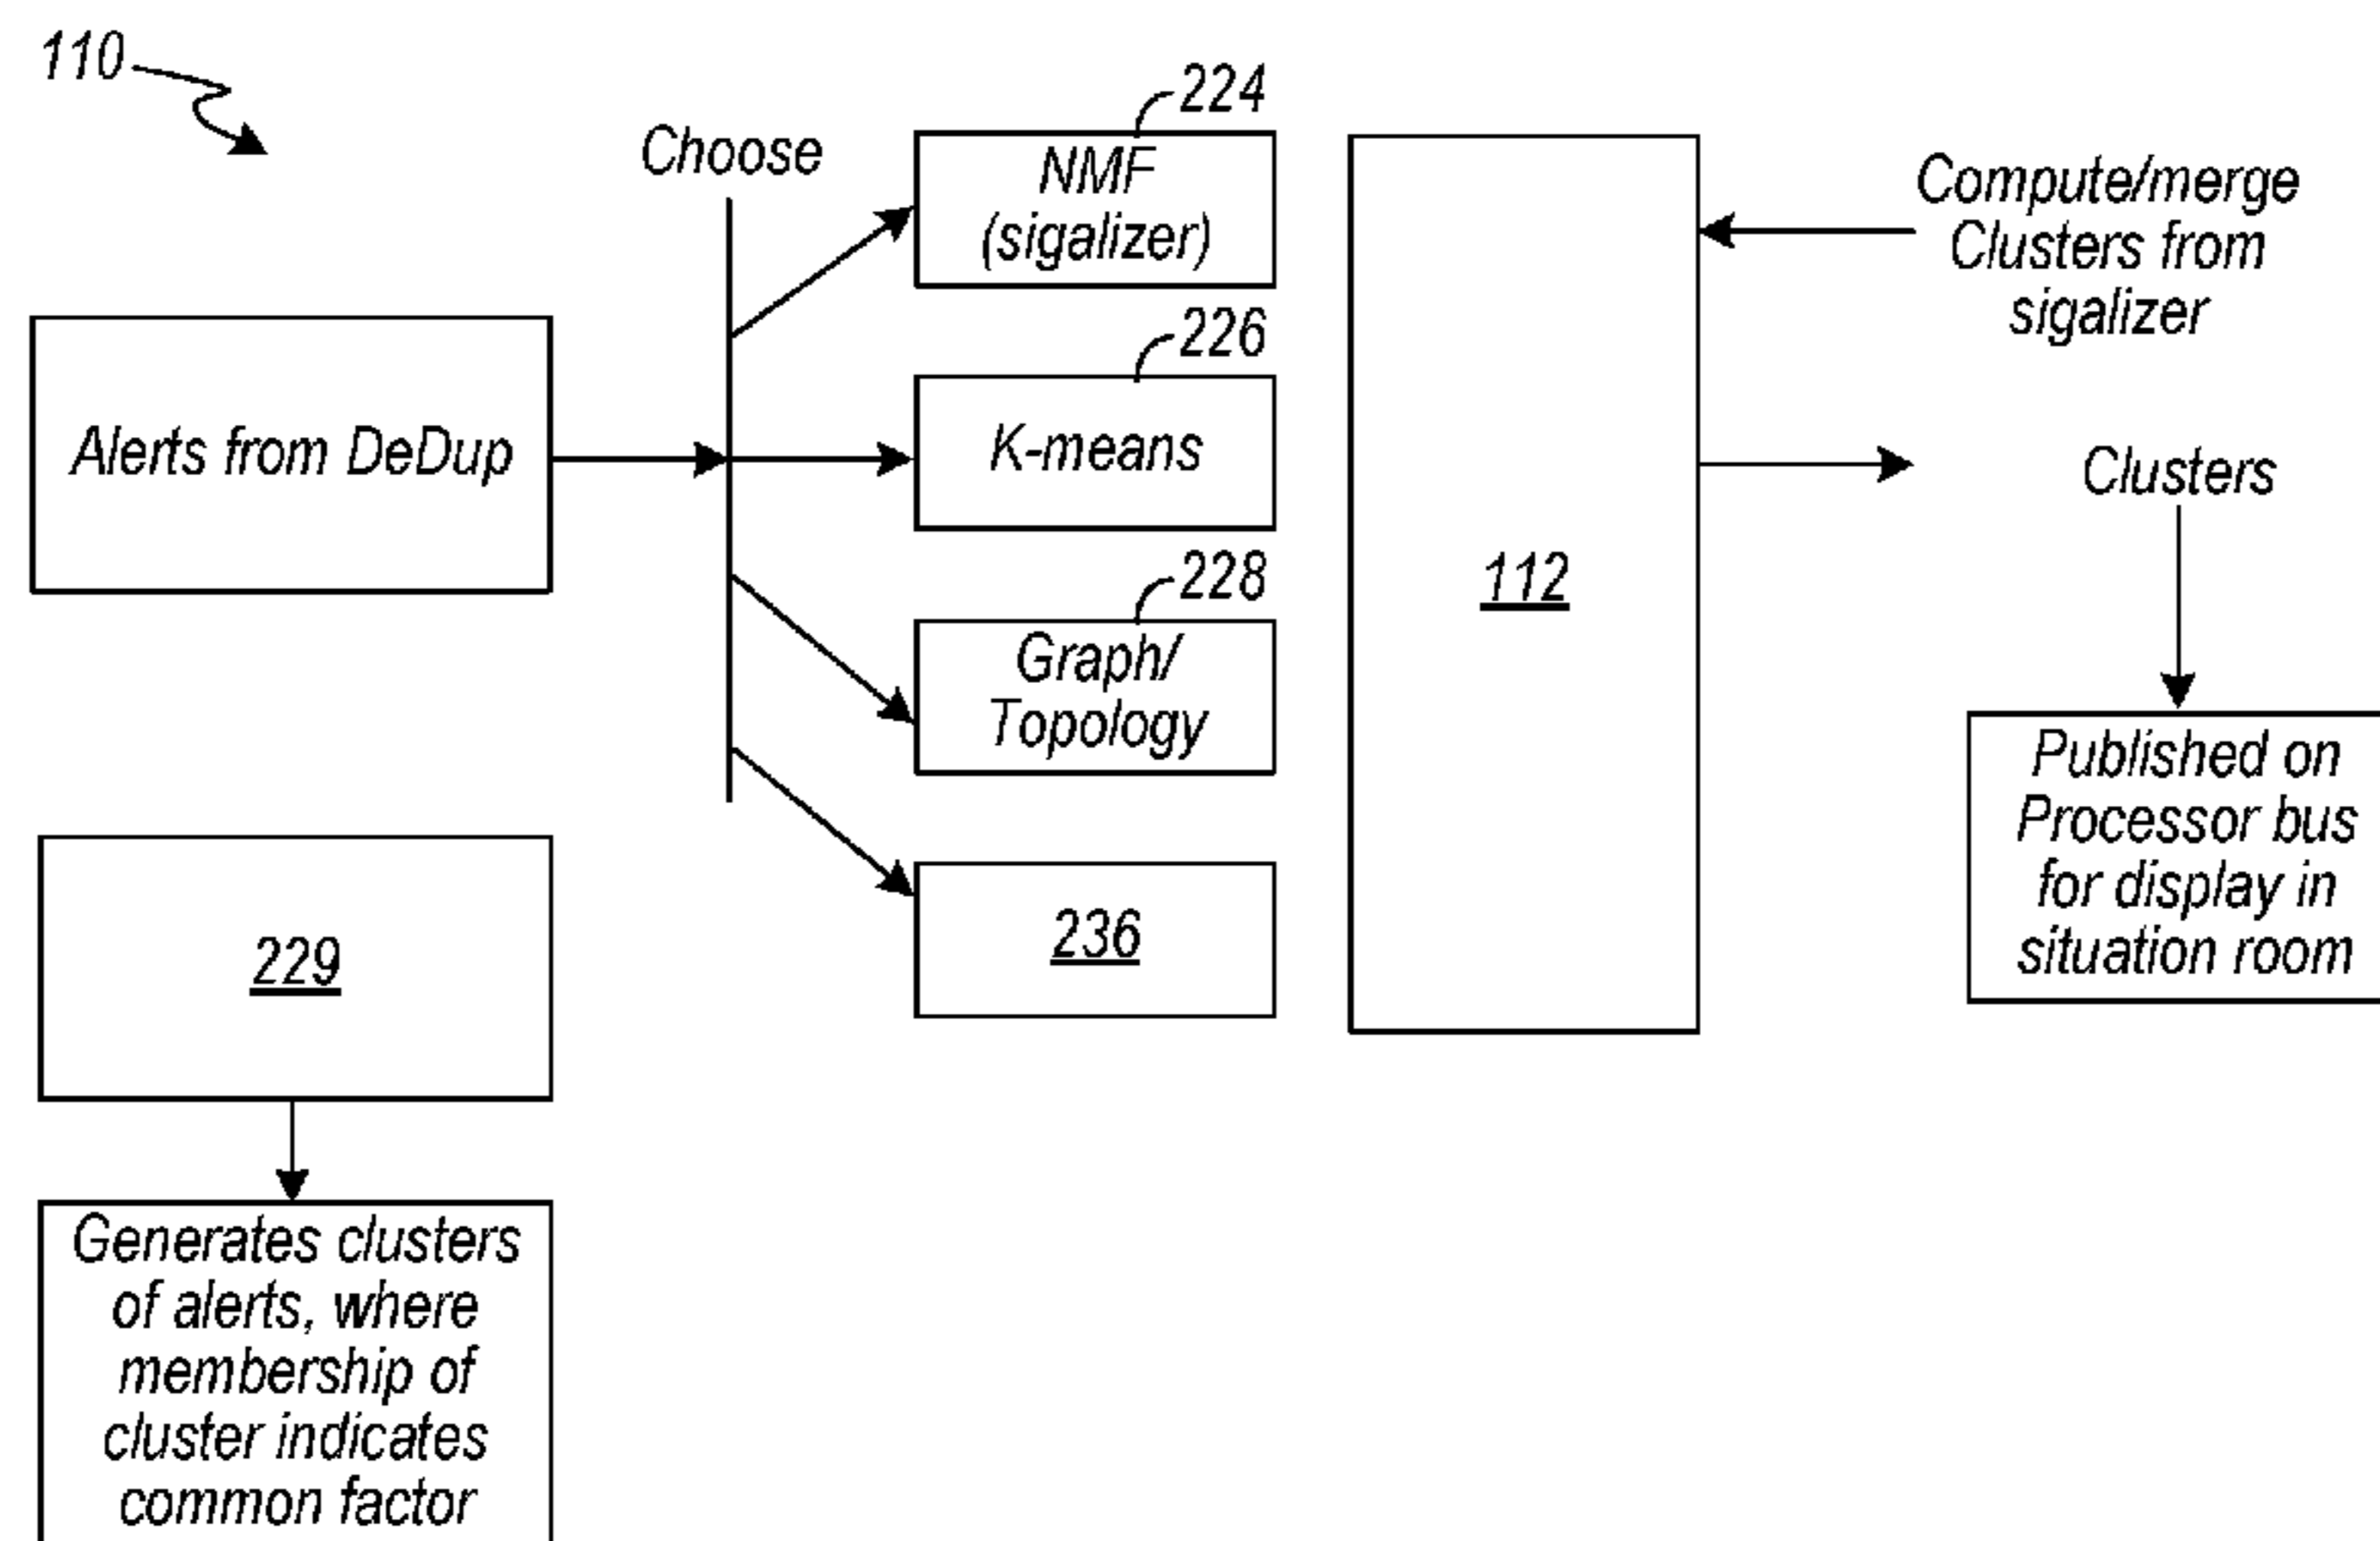 110
Choose
224
NMF
(sigalizer)
226
K-means
228
Graph/
Topology
236
Alerts from DeDup
112
Compute/merge
Clusters from
sigalizer
Clusters
Published on
Processor bus
for display in
situation room
229
Generates clusters
of alerts, where
membership of
cluster indicates
common factor